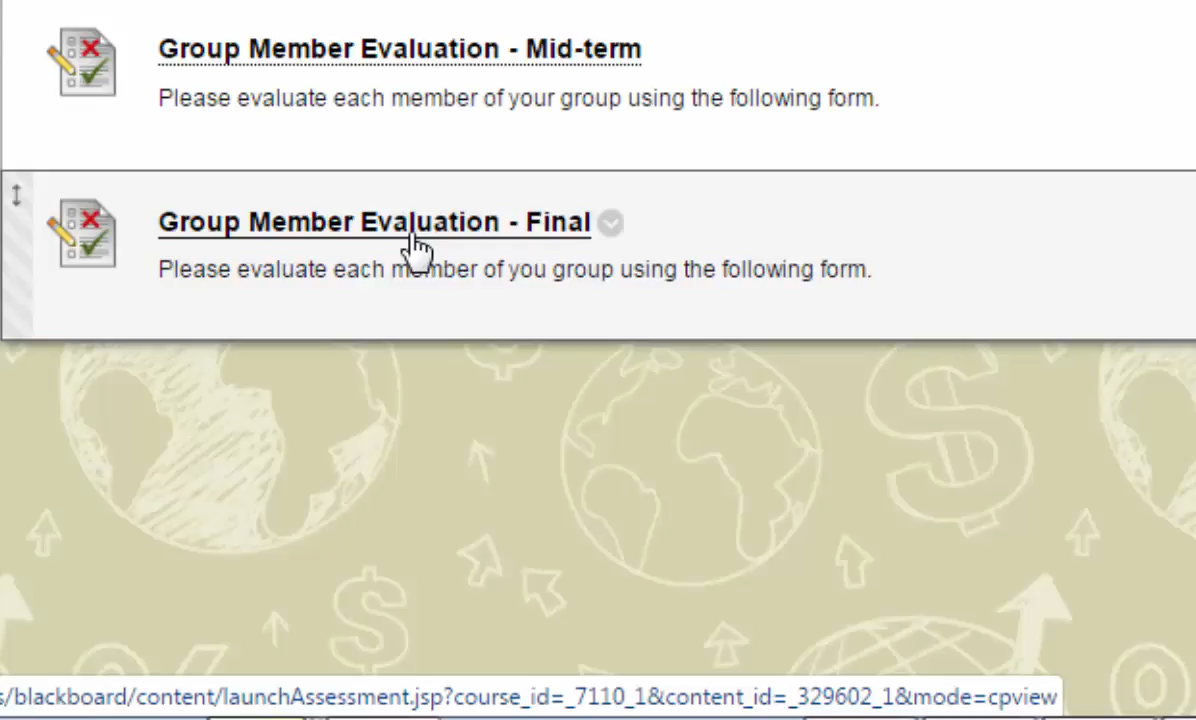 Group Member Evaluation - Mid-term
Please evaluate each member of your group using the following form.
Group Member Evaluation - Final
Please evaluate each member of you group using the following form.
s/blackboard/content/launchAssessment.jsp?course_id=_7110_1&content_id=_329602_1&mode=cpview